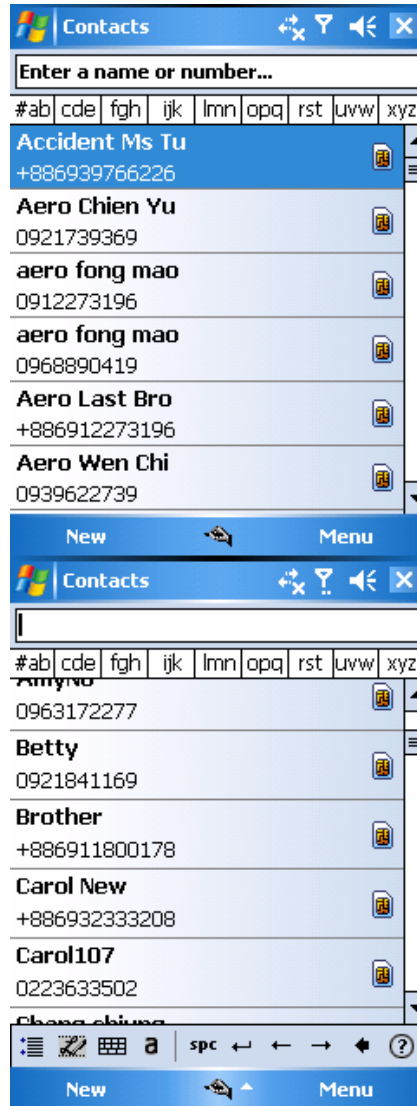 Contacts
Enter a name or number...
#ab cde fgh ijk lmn opq rst uvw xyz
Accident Ms Tu
+886939766226
Aero Chien Yu
0921739369
aero fong mao
0912273196
aero fong mao
0968890419
Aero Last Bro
+886912273196
Aero Wen Chi
0939622739
New Menu
Contacts
#ab cde fgh ijk lmn opq rst uvw xyz
AmyNo
0963172277
Betty
0921841169
Brother
+886911800178
Carol New
+886932333208
Carol107
0223633502
Chang chiung
a spc ?
New Menu